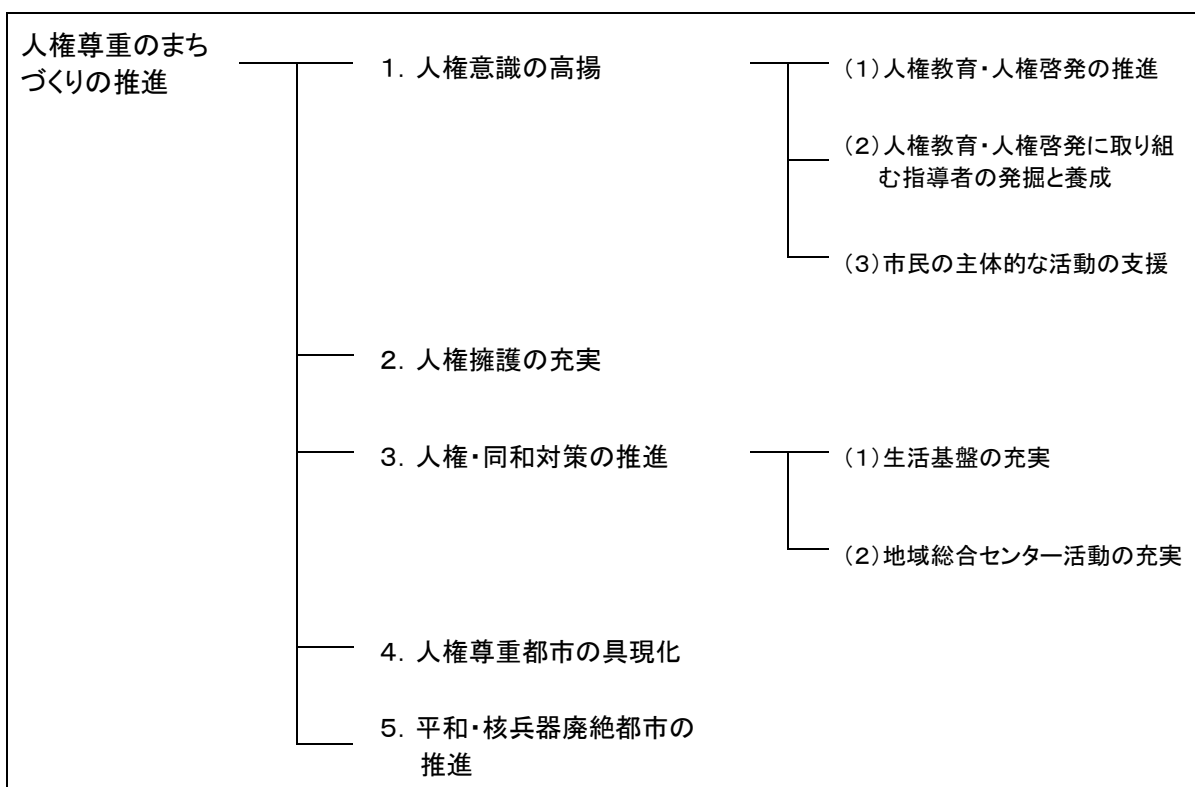 人権尊重のまち
づくりの推進
1．人権意識の高揚
（1）人権教育・人権啓発の推進
（2）人権教育・人権啓発に取り組
む指導者の発掘と養成
（3）市民の主体的な活動の支援
2．人権擁護の充実
3．人権・同和対策の推進
（1）生活基盤の充実
（2）地域総合センター活動の充実
4．人権尊重都市の具現化
5．平和・核兵器廃絶都市の
推進